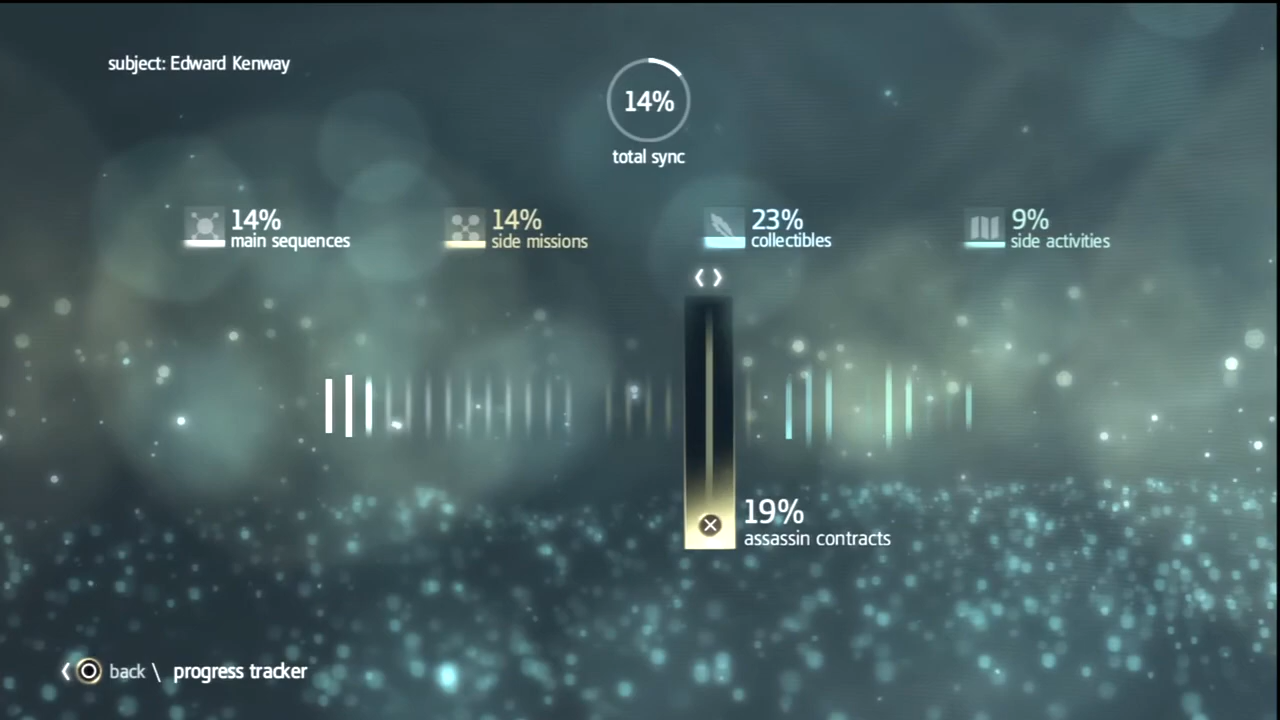 subject: Edward Kenway
14%
total sync
14%
main sequences
14%
side missions
23%
collectibles
9%
side activities
19%
assassin contracts
back \ progress tracker